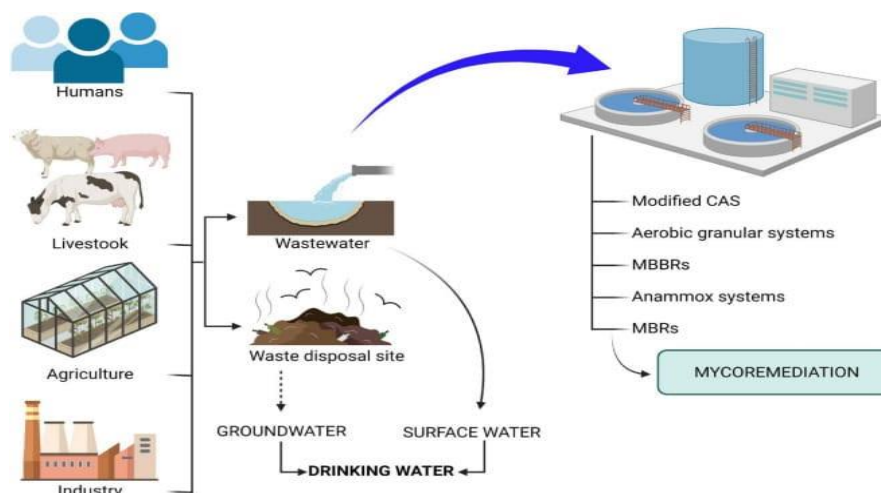 Humans
Livestook
Agriculture
Industry
Wastewater
Waste disposal site
GROUNDWATER
SURFACE WATER
DRINKING WATER
Modified CAS
Aerobic granular systems
MBBRs
Anammox systems
MBRs
MYCOREMEDIATION